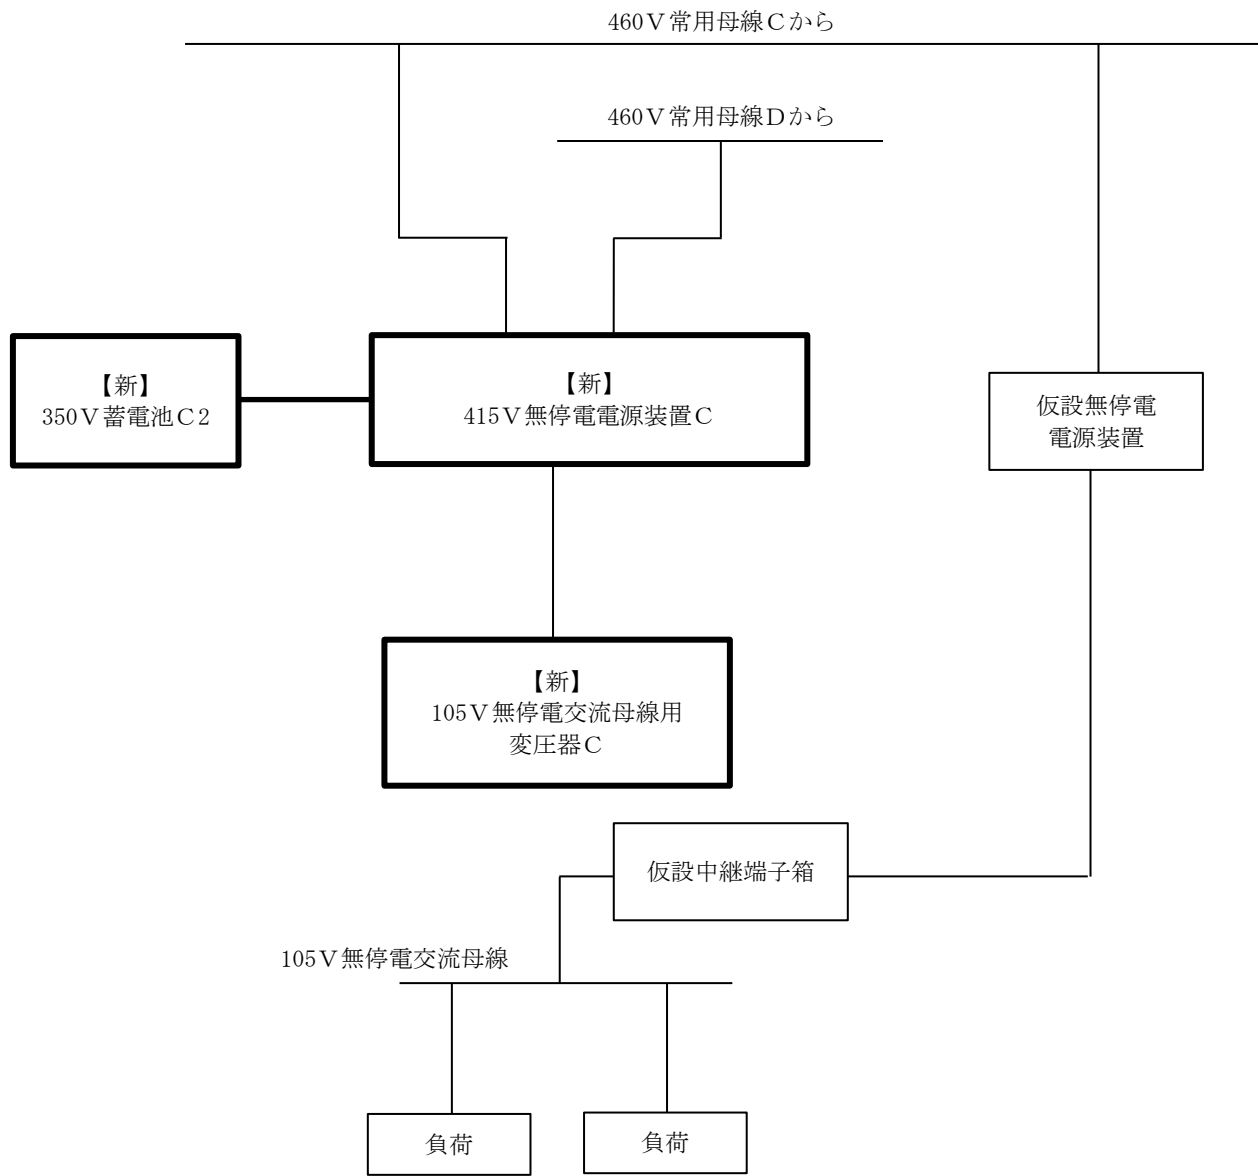 460V常用母線Cから
460V常用母線Dから
【新】
350V蓄電池C2
【新】
415V無停電電源装置C
仮設無停電
電源装置
【新】
105V無停電交流母線用
変圧器C
仮設中継端子箱
105V無停電交流母線
負荷
負荷